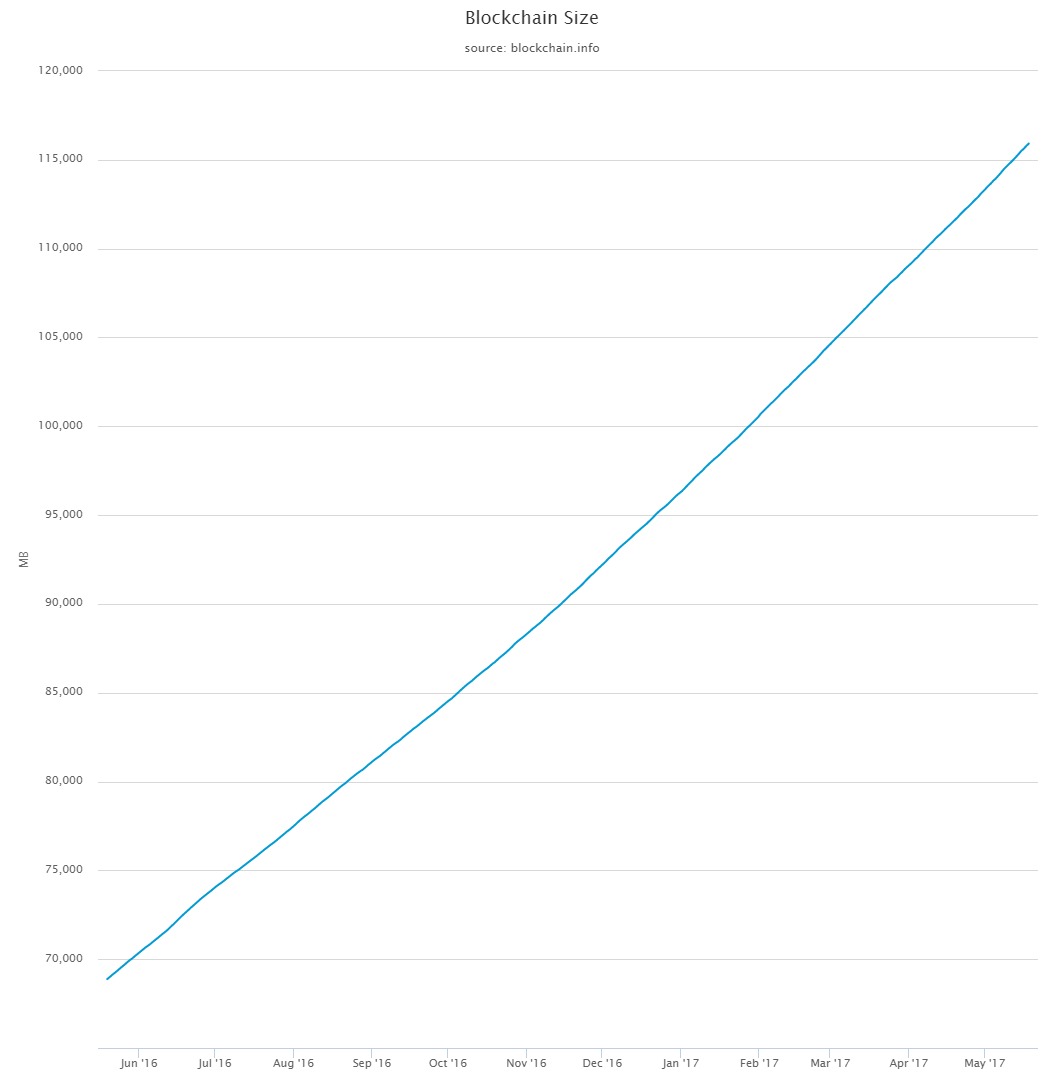 Blockchain Size
source: blockchain.info
120,000
115,000
110,000
105,000
100,000
95,000
MB
90,000
85,000
80,000
75,000
70,000
Jun '16 Jul '16 Aug '16 Sep '16 Oct '16 Nov '16 Dec '16 Jan '17 Feb '17 Mar '17 Apr '17 May '17